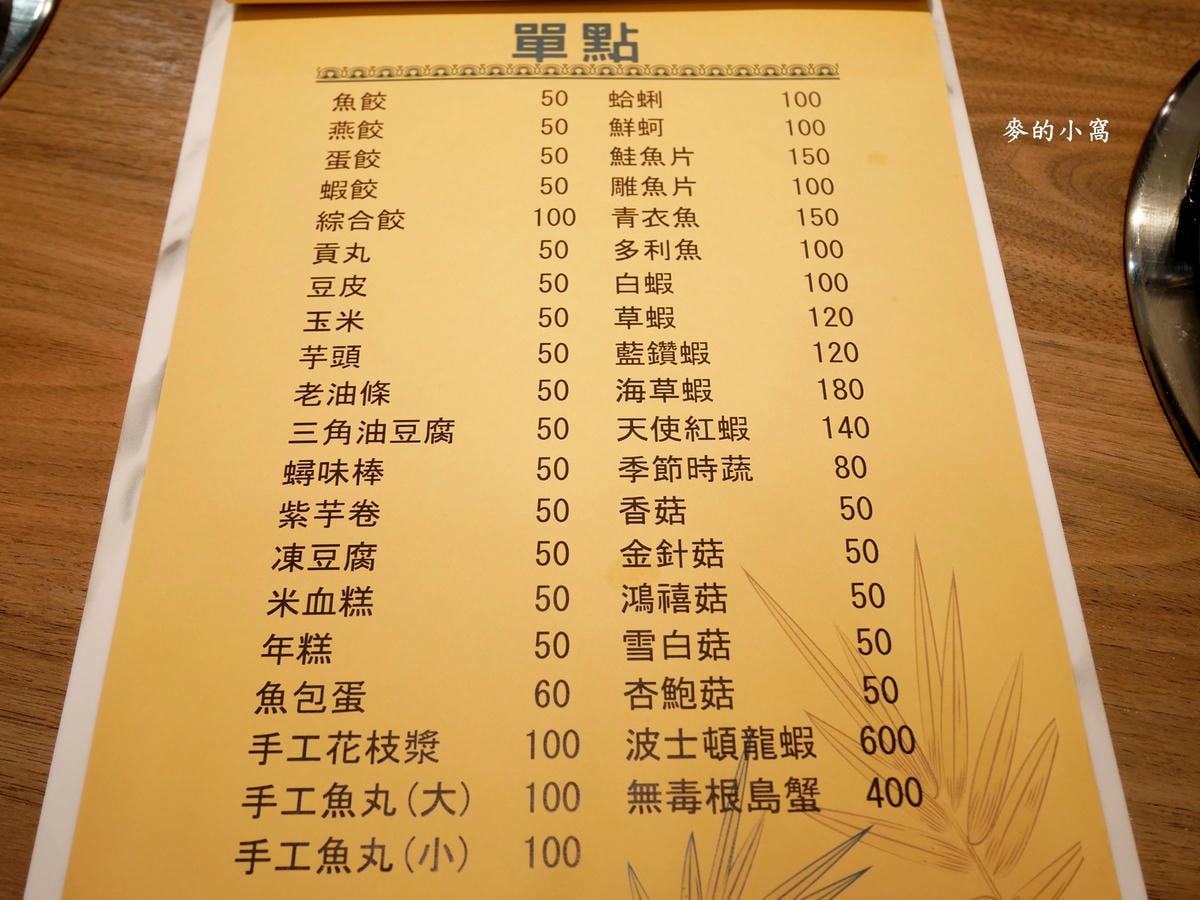 單點
魚餃 50 蛤蜊 100
燕餃 50 鮮蚵 100
蛋餃 50 鮭魚片 150
蝦餃 50 雕魚片 100
綜合餃 100 青衣魚 150
貢丸 50 多利魚 100
豆皮 50 白蝦 100
玉米 50 草蝦 120
芋頭 50 藍鑽蝦 120
老油條 50 海草蝦 180
三角油豆腐 50 天使紅蝦 140
蟳味棒 50 季節時蔬 80
紫芋卷 50 香菇 50
凍豆腐 50 金針菇 50
米血糕 50 鴻禧菇 50
年糕 50 雪白菇 50
魚包蛋 60 杏鮑菇 50
手工花枝漿 100 波士頓龍蝦 600
手工魚丸(大) 100 無毒根島蟹 400
手工魚丸(小) 100
麥的小窩